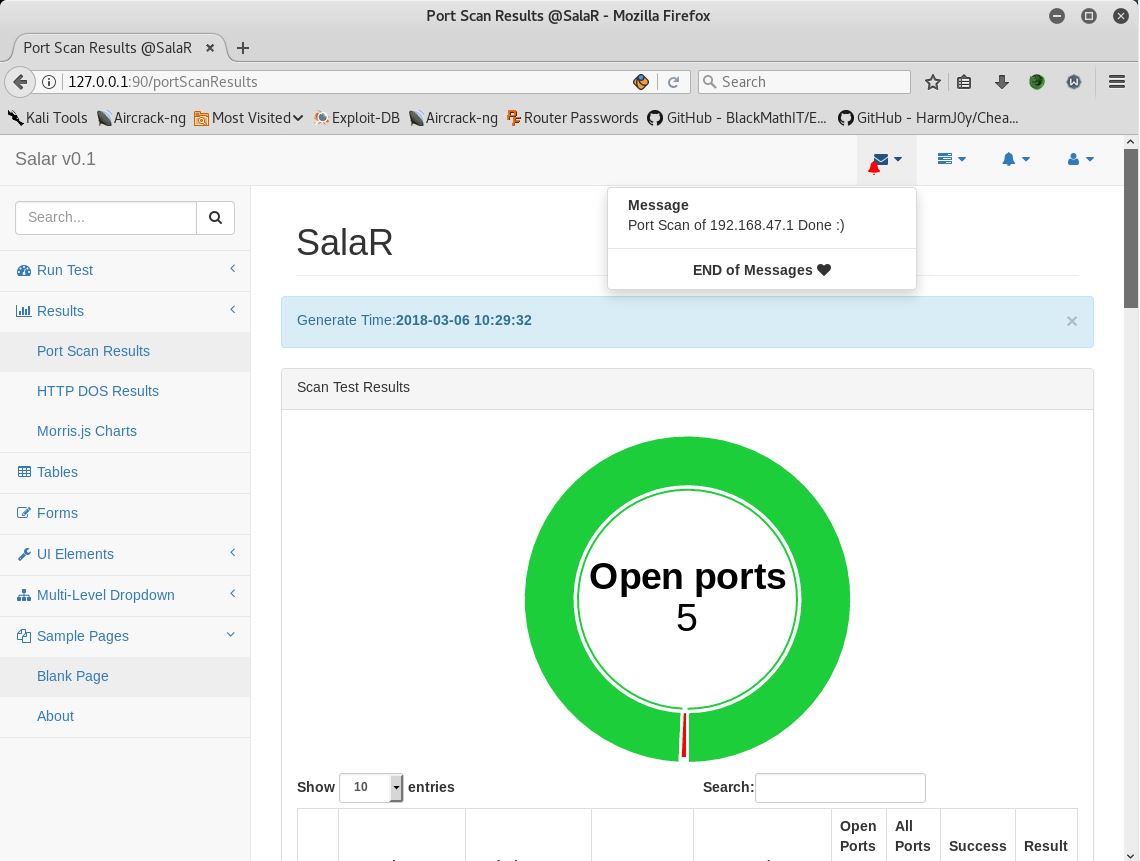 Port Scan Results @SalaR - Mozilla Firefox
Port Scan Results @SalaR
127.0.0.1:90/portScanResults
Search
Kali Tools Aircrack-ng Most Visited Exploit-DB Aircrack-ng Router Passwords GitHub - BlackMathIT/E... GitHub - HarmJ0y/Chea...
Salar v0.1
Message
Port Scan of 192.168.47.1 Done :)
END of Messages
Search...
Run Test
Results
Port Scan Results
HTTP DOS Results
Morris.js Charts
Tables
Forms
UI Elements
Multi-Level Dropdown
Sample Pages
Blank Page
About
SalaR
Generate Time:2018-03-06 10:29:32
×
Scan Test Results
Open ports
5
Show 10 entries
Search:
Open Ports
All Ports
Success
Result